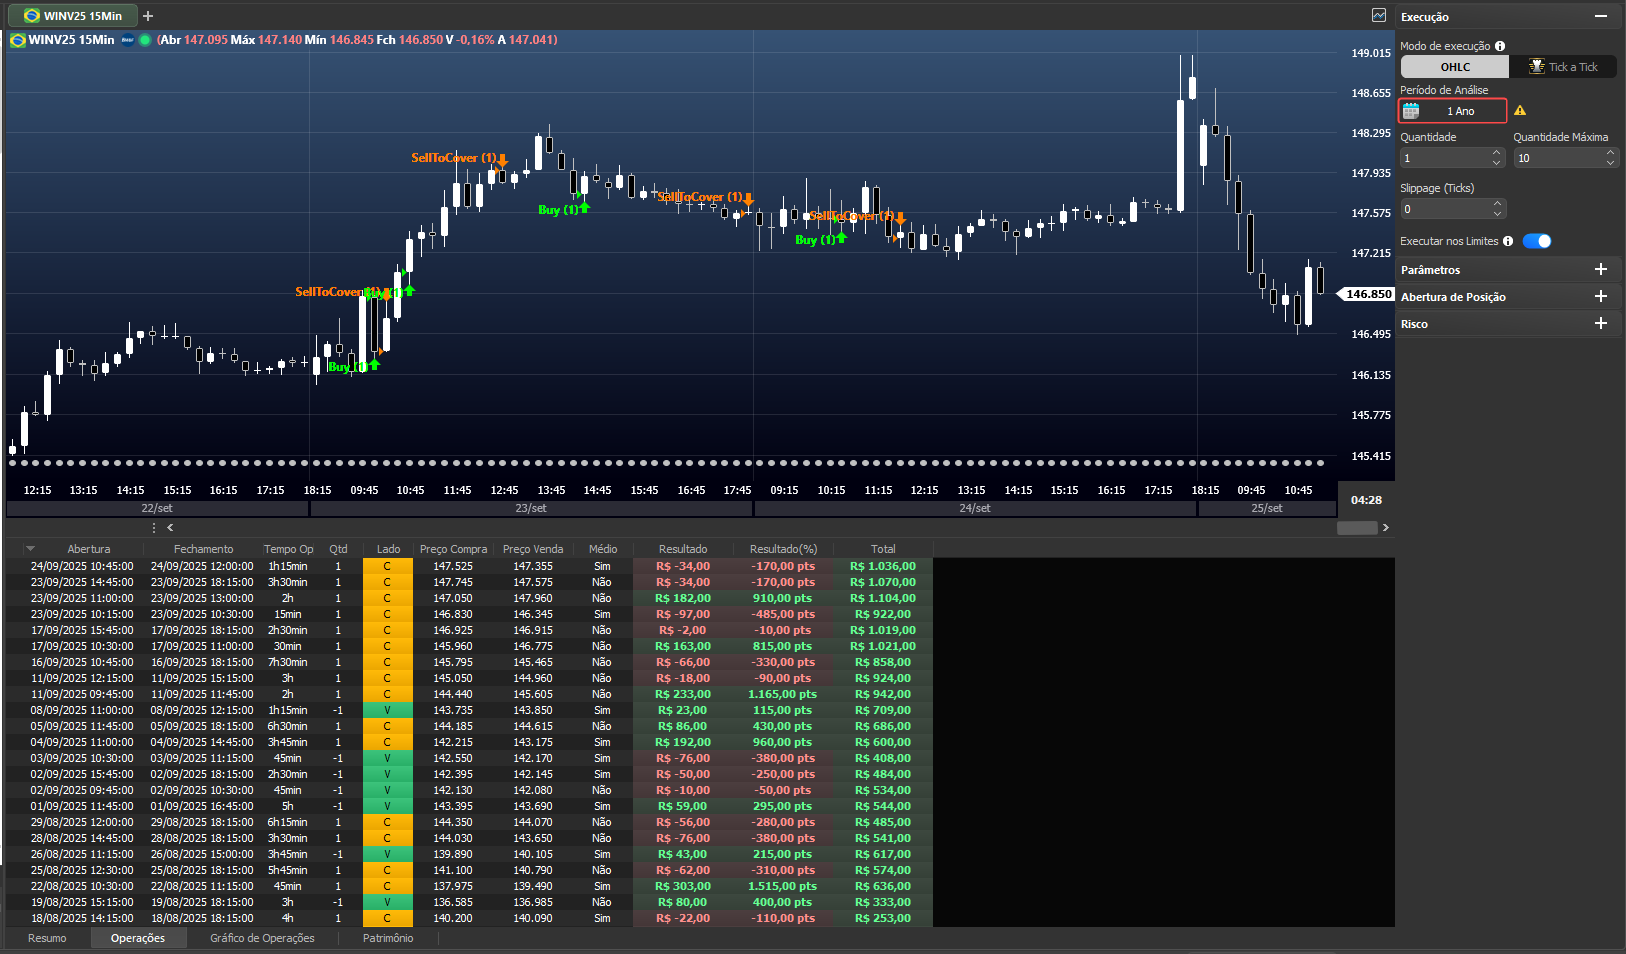 WINV25 15Min +
WINV25 15Min (Abr 147.095 Máx 147.140 Mín 146.845 Fch 146.850 V -0,16% A 147.041)
Execução
Modo de execução
OHLC Tick a Tick
Período de Análise
1 Ano
Quantidade Quantidade Máxima
1 10
Slippage (Ticks)
0
Executar nos Limites
Parâmetros
Abertura de Posição
Risco
149.015
148.655
148.295
147.935
147.575
147.215
146.850
146.495
146.135
145.775
145.415
SellToCover (1)
Buy (1)
SellToCover (1)
SellToCover (1)
Buy (1)
SellToCover (1)
Buy (1)
12:15 13:15 14:15 15:15 16:15 17:15 18:15 09:45 10:45 11:45 12:45 13:45 14:45 15:45 16:45 17:45 09:15 10:15 11:15 12:15 13:15 14:15 15:15 16:15 17:15 18:15 09:45 10:45
22/set 23/set 24/set 25/set
04:28
Abertura Fechamento Tempo Op Qtd Lado Preço Compra Preço Venda Médio Resultado Resultado(%) Total
24/09/2025 10:45:00 24/09/2025 12:00:00 1h15min 1 C 147.525 147.355 Sim R$ -34,00 -170,00 pts R$ 1.036,00
23/09/2025 14:45:00 23/09/2025 18:15:00 3h30min 1 C 147.745 147.575 Não R$ -34,00 -170,00 pts R$ 1.070,00
23/09/2025 11:00:00 23/09/2025 13:00:00 2h 1 C 147.050 147.960 Não R$ 182,00 910,00 pts R$ 1.104,00
23/09/2025 10:15:00 23/09/2025 10:30:00 15min 1 C 146.830 146.345 Sim R$ -97,00 -485,00 pts R$ 922,00
17/09/2025 15:45:00 17/09/2025 18:15:00 2h30min 1 C 146.925 146.915 Não R$ -2,00 -10,00 pts R$ 1.019,00
17/09/2025 10:30:00 17/09/2025 11:00:00 30min 1 C 145.960 146.775 Não R$ 163,00 815,00 pts R$ 1.021,00
16/09/2025 10:45:00 16/09/2025 18:15:00 7h30min 1 C 145.795 145.465 Não R$ -66,00 -330,00 pts R$ 858,00
11/09/2025 12:15:00 11/09/2025 15:15:00 3h 1 C 145.050 144.960 Não R$ -18,00 -90,00 pts R$ 924,00
11/09/2025 09:45:00 11/09/2025 11:45:00 2h 1 C 144.440 145.605 Não R$ 233,00 1.165,00 pts R$ 942,00
08/09/2025 11:00:00 08/09/2025 12:15:00 1h15min -1 V 143.735 143.850 Sim R$ 23,00 115,00 pts R$ 709,00
05/09/2025 11:45:00 05/09/2025 18:15:00 6h30min 1 C 144.185 144.615 Não R$ 86,00 430,00 pts R$ 686,00
04/09/2025 11:00:00 04/09/2025 14:45:00 3h45min 1 C 142.215 143.175 Sim R$ 192,00 960,00 pts R$ 600,00
03/09/2025 10:30:00 03/09/2025 11:15:00 45min -1 V 142.550 142.170 Sim R$ -76,00 -380,00 pts R$ 408,00
02/09/2025 15:45:00 02/09/2025 18:15:00 2h30min -1 V 142.395 142.145 Sim R$ -50,00 -250,00 pts R$ 484,00
02/09/2025 09:45:00 02/09/2025 10:30:00 45min -1 V 142.130 142.080 Não R$ -10,00 -50,00 pts R$ 534,00
01/09/2025 11:45:00 01/09/2025 16:45:00 5h -1 V 143.395 143.690 Sim R$ 59,00 295,00 pts R$ 544,00
29/08/2025 12:00:00 29/08/2025 18:15:00 6h15min 1 C 144.350 144.070 Não R$ -56,00 -280,00 pts R$ 485,00
28/08/2025 14:45:00 28/08/2025 18:15:00 3h30min 1 C 144.030 143.650 Não R$ -76,00 -380,00 pts R$ 541,00
26/08/2025 11:15:00 26/08/2025 15:00:00 3h45min -1 V 139.890 140.105 Sim R$ 43,00 215,00 pts R$ 617,00
25/08/2025 12:30:00 25/08/2025 18:15:00 5h45min 1 C 141.100 140.790 Não R$ -62,00 -310,00 pts R$ 574,00
22/08/2025 10:30:00 22/08/2025 11:15:00 45min 1 C 137.975 139.490 Sim R$ 303,00 1.515,00 pts R$ 636,00
19/08/2025 15:15:00 19/08/2025 18:15:00 3h -1 V 136.585 136.985 Não R$ 80,00 400,00 pts R$ 333,00
18/08/2025 14:15:00 18/08/2025 18:15:00 4h 1 C 140.200 140.090 Sim R$ -22,00 -110,00 pts R$ 253,00
Resumo Operações Gráfico de Operações Patrimônio